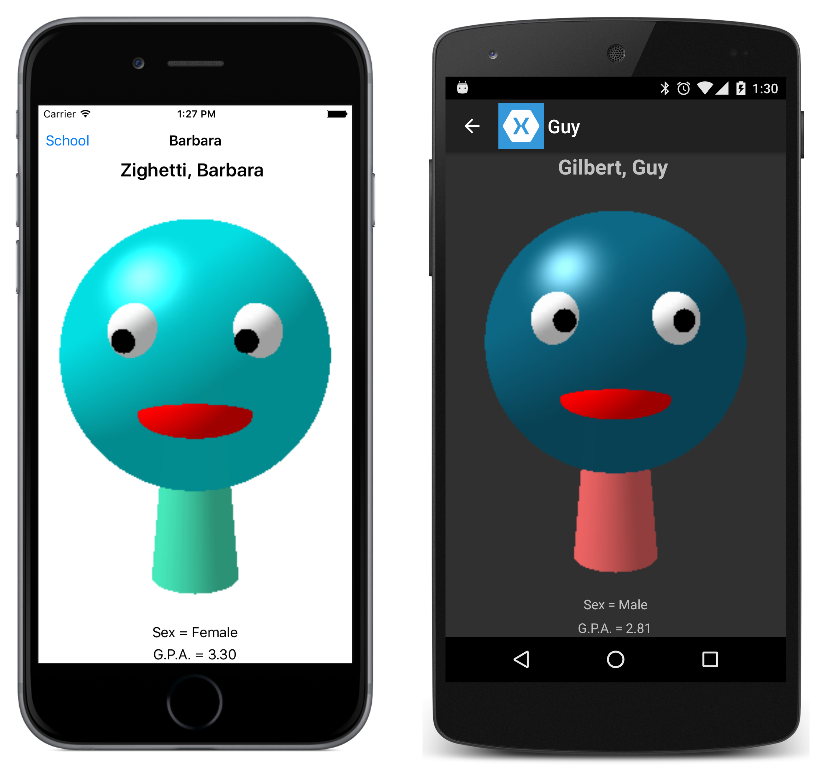 Carrier 1:27 PM
School Barbara
Zighetti, Barbara
Sex = Female
G.P.A. = 3.30
1:30
Guy
Gilbert, Guy
Sex = Male
G.P.A. = 2.81